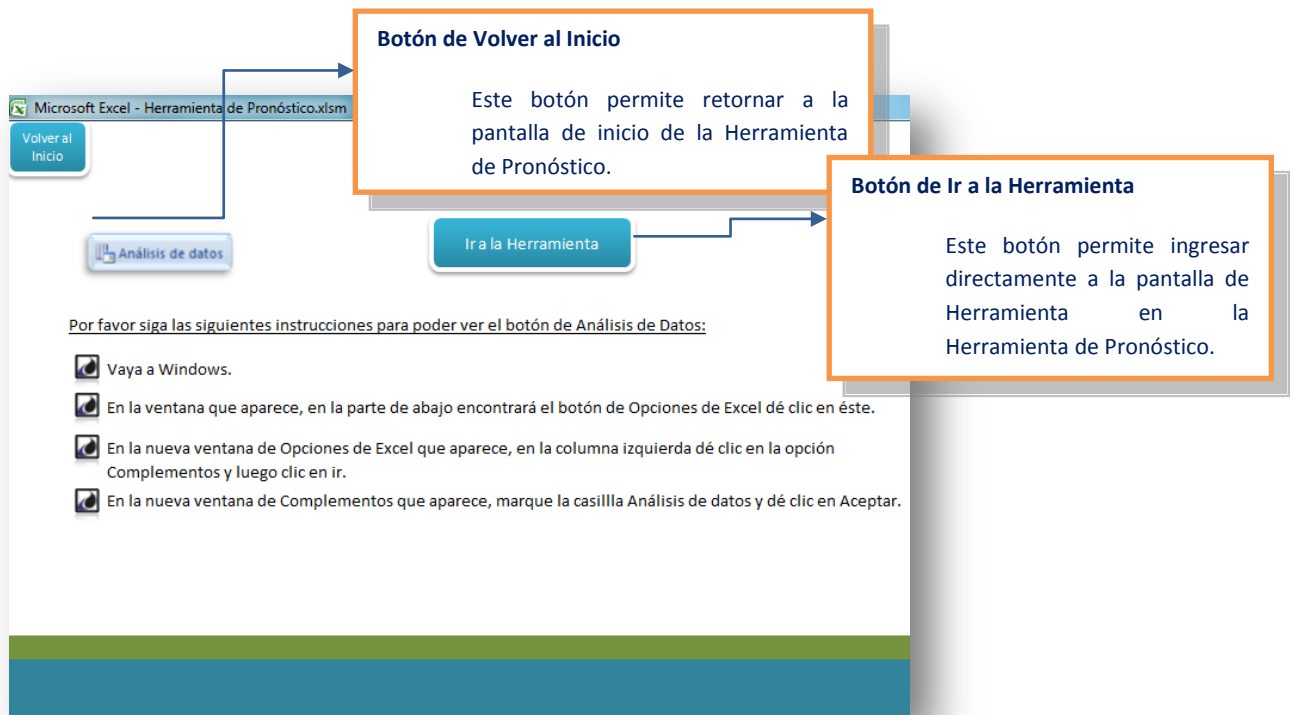 Botón de Volver al Inicio
Este botón permite retornar a la
pantalla de inicio de la Herramienta
de Pronóstico.
Microsoft Excel - Herramienta de Pronóstico.xlsm
Volver al
Inicio
Botón de Ir a la Herramienta
Este botón permite ingresar
directamente a la pantalla de
Herramienta en la
Herramienta de Pronóstico.
Análisis de datos
Ir a la Herramienta
Por favor siga las siguientes instrucciones para poder ver el botón de Análisis de Datos:
Vaya a Windows.
En la ventana que aparece, en la parte de abajo encontrará el botón de Opciones de Excel dé clic en éste.
En la nueva ventana de Opciones de Excel que aparece, en la columna izquierda dé clic en la opción
Complementos y luego clic en ir.
En la nueva ventana de Complementos que aparece, marque la casillla Análisis de datos y dé clic en Aceptar.